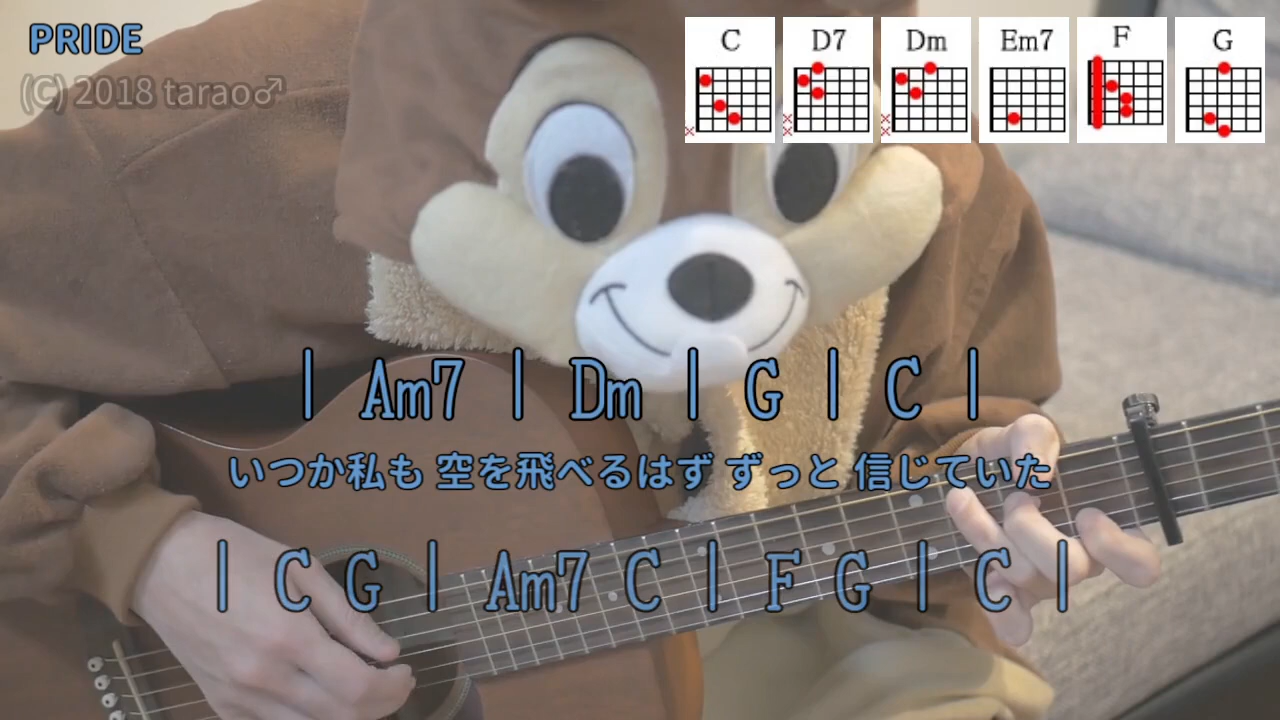 PRIDE
(C) 2018 tarao♂
C D7 Dm Em7 F G
| Am7 | Dm | G | C |
いつか私も 空を飛べるはず ずっと 信じていた
| C G | Am7 C | F G | C |